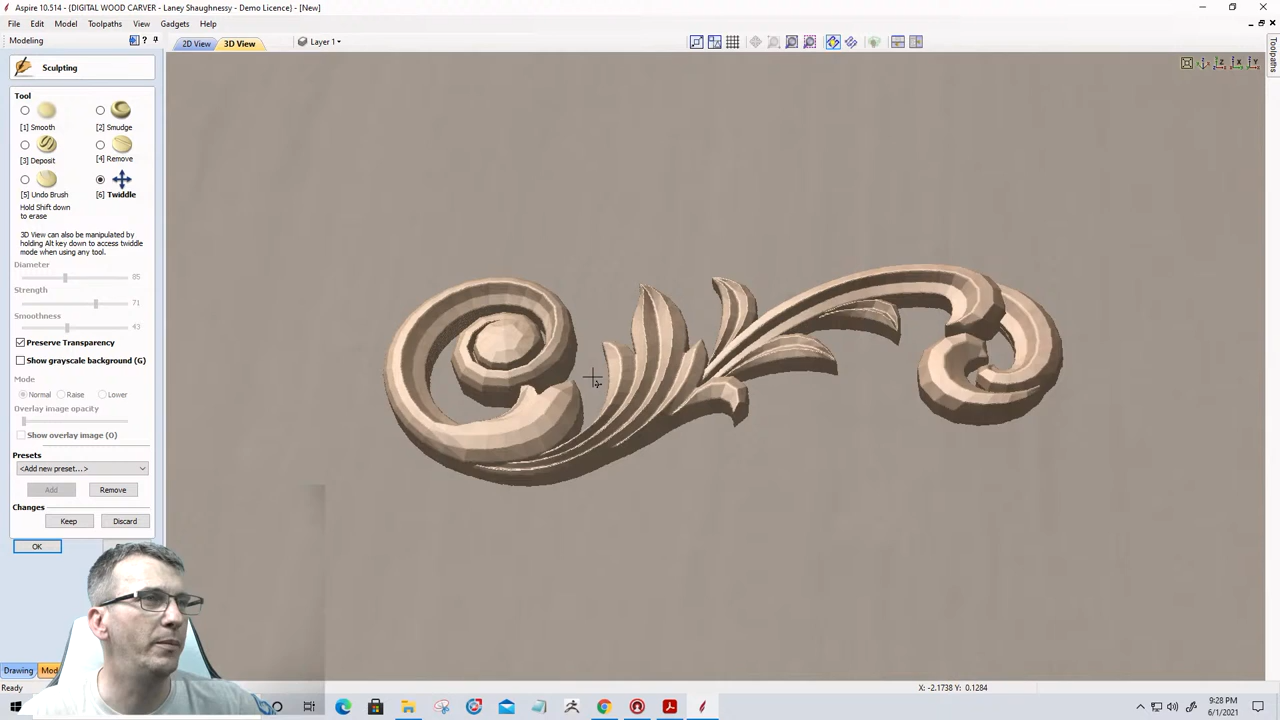 Aspire 10.514 - (DIGITAL WOOD CARVER - Laney Shaughnessy - Demo Licence) - [New]
File Edit Model Toolpaths View Gadgets Help
Modeling
2D View 3D View Layer 1
Toolpaths
Sculpting
Tool
[1] Smooth [2] Smudge
[3] Deposit [4] Remove
[5] Undo Brush [6] Twiddle
Hold Shift down
to erase
3D View can also be manipulated by
holding Alt key down to access twiddle
mode when using any tool.
Diameter
85
Strength
71
Smoothness
43
Preserve Transparency
Show grayscale background (G)
Mode
Normal Raise Lower
Overlay image opacity
Show overlay image (O)
Presets
<Add new preset...>
Add Remove
Changes
Keep Discard
OK
Drawing Mod
Ready
X: -2.1738 Y: 0.1284
9:28 PM
6/1/2021